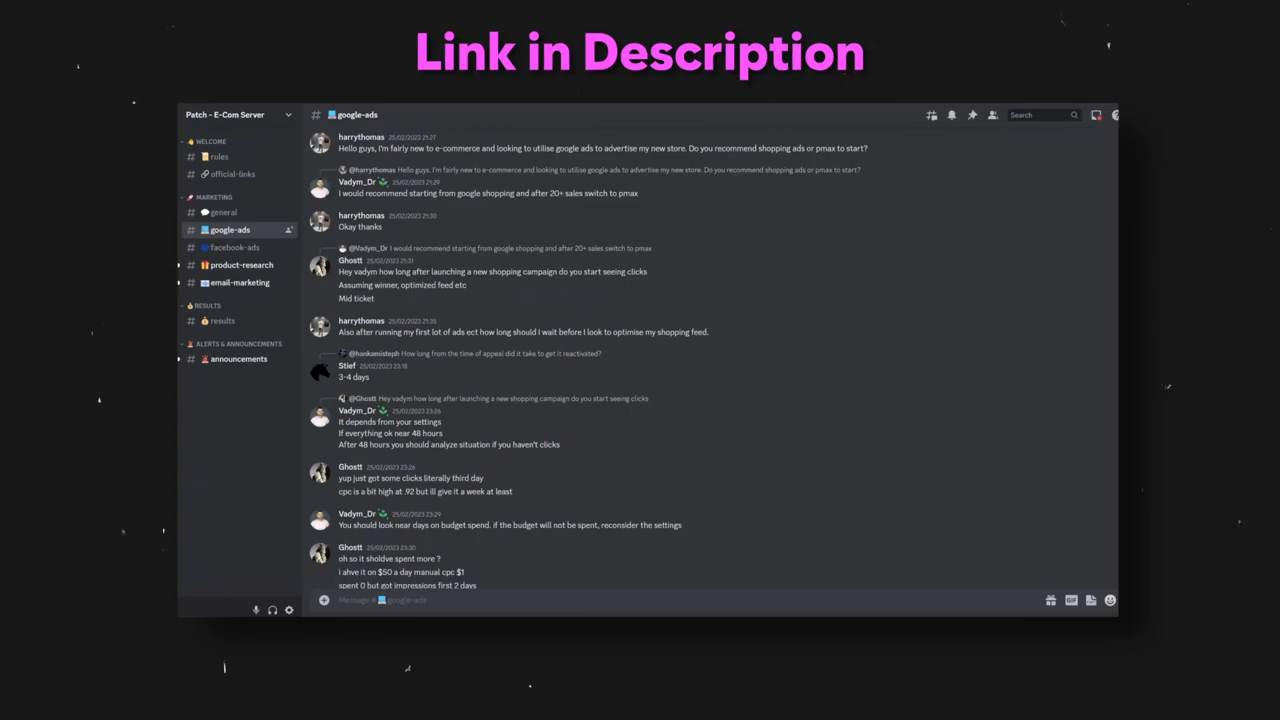 Link in Description
Patch - E-Com Server
WELCOME
# rules
# official-links
MARKETING
# general
# google-ads
# facebook-ads
# product-research
# email-marketing
RESULTS
# results
ALERTS & ANNOUNCEMENTS
# announcements
# google-ads
Search
harrythomas 25/02/2023 21:27
Hello guys, I'm fairly new to e-commerce and looking to utilise google ads to advertise my new store. Do you recommend shopping ads or pmax to start?
@harrythomas Hello guys, I'm fairly new to e-commerce and looking to utilise google ads to advertise my new store. Do you recommend shopping ads or pmax to start?
Vadym_Dr 25/02/2023 21:29
I would recommend starting from google shopping and after 20+ sales switch to pmax
harrythomas 25/02/2023 21:30
Okay thanks
@Vadym_Dr I would recommend starting from google shopping and after 20+ sales switch to pmax
Ghostt 25/02/2023 21:31
Hey vadym how long after launching a new shopping campaign do you start seeing clicks
Assuming winner, optimized feed etc
Mid ticket
harrythomas 25/02/2023 21:35
Also after running my first lot of ads ect how long should I wait before I look to optimise my shopping feed.
@hankamisteph How long from the time of appeal did it take to get it reactivated?
Stief 25/02/2023 23:18
3-4 days
@Ghostt Hey vadym how long after launching a new shopping campaign do you start seeing clicks
Vadym_Dr 25/02/2023 23:26
It depends from your settings
If everything ok near 48 hours
After 48 hours you should analyze situation if you haven't clicks
Ghostt 25/02/2023 23:26
yup just got some clicks literally third day
cpc is a bit high at .92 but ill give it a week at least
Vadym_Dr 25/02/2023 23:29
You should look near days on budget spend. if the budget will not be spent, reconsider the settings
Ghostt 25/02/2023 23:30
oh so it sholdve spent more ?
i ahve it on $50 a day manual cpc $1
spent 0 but got impressions first 2 days
Message # google-ads
GIF